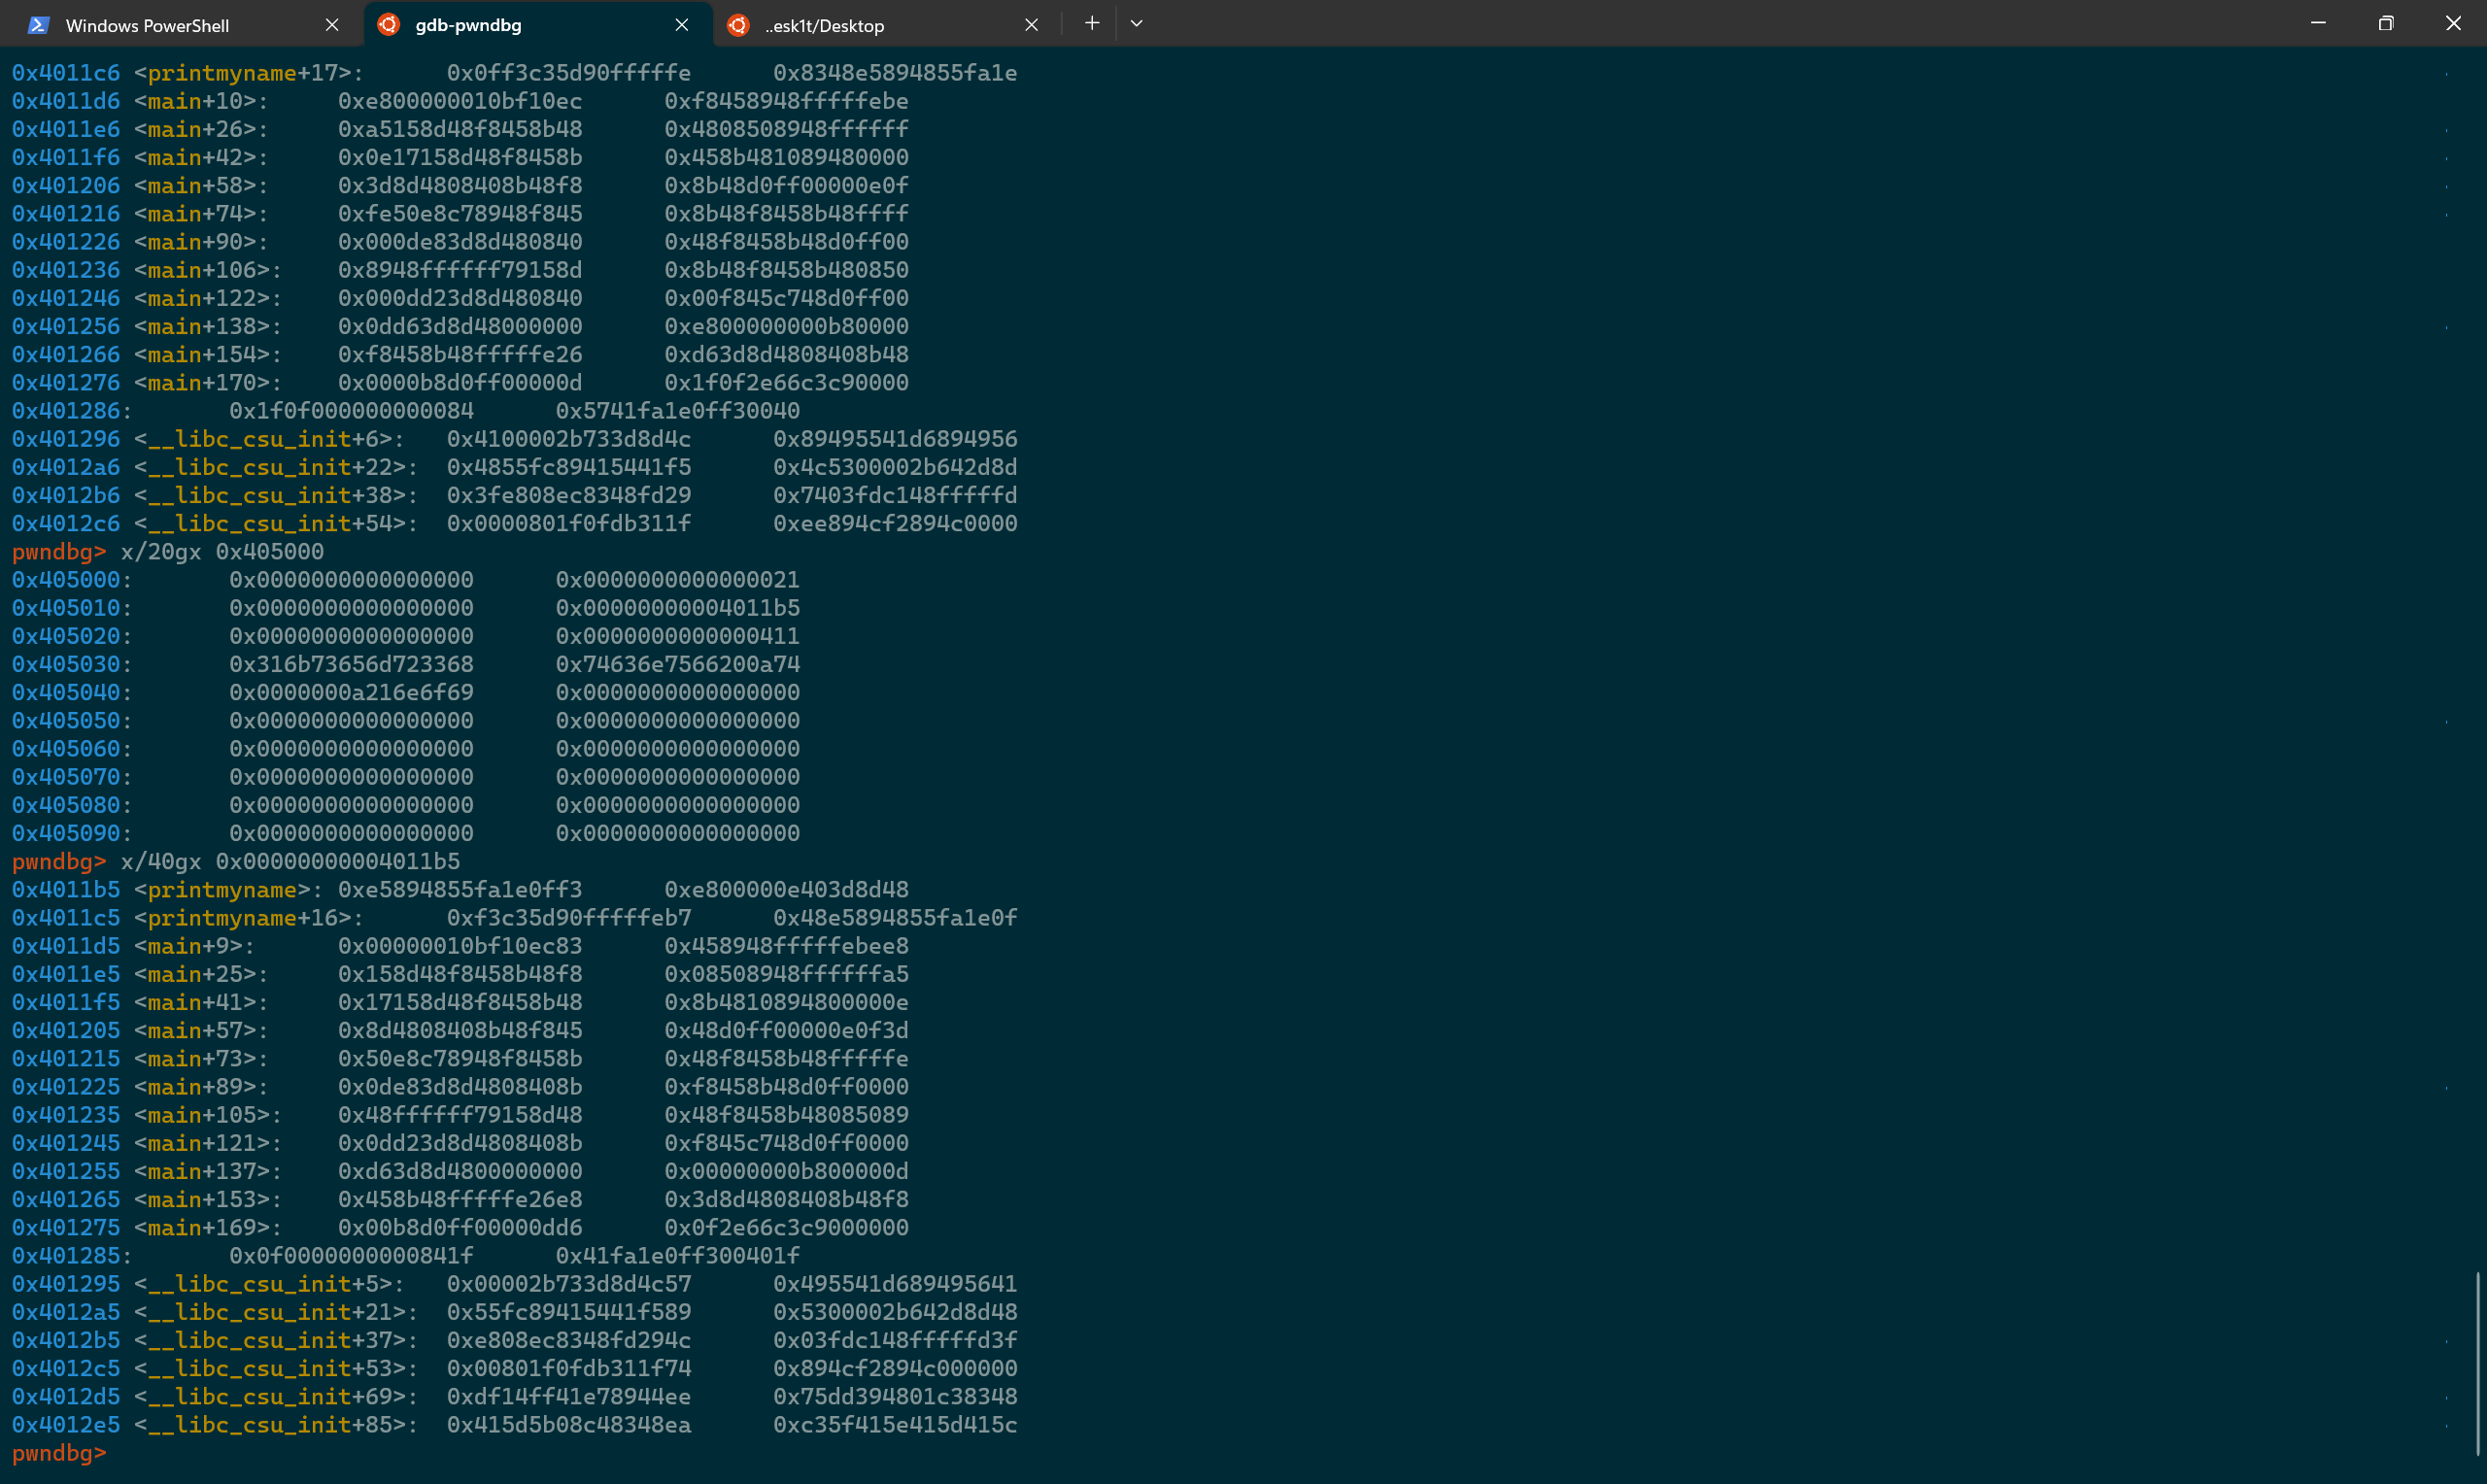 Windows PowerShell
gdb-pwndbg
..esk1t/Desktop
0x4011c6 <printmyname+17>: 0x0ff3c35d90fffffe 0x8348e5894855fa1e
0x4011d6 <main+10>: 0xe800000010bf10ec 0xf8458948fffffebe
0x4011e6 <main+26>: 0xa5158d48f8458b48 0x4808508948ffffff
0x4011f6 <main+42>: 0x0e17158d48f8458b 0x458b481089480000
0x401206 <main+58>: 0x3d8d4808408b48f8 0x8b48d0ff00000e0f
0x401216 <main+74>: 0xfe50e8c78948f845 0x8b48f8458b48ffff
0x401226 <main+90>: 0x000de83d8d480840 0x48f8458b48d0ff00
0x401236 <main+106>: 0x8948ffffff79158d 0x8b48f8458b480850
0x401246 <main+122>: 0x000dd23d8d480840 0x00f845c748d0ff00
0x401256 <main+138>: 0x0dd63d8d48000000 0xe800000000b80000
0x401266 <main+154>: 0xf8458b48fffffe26 0xd63d8d4808408b48
0x401276 <main+170>: 0x0000b8d0ff00000d 0x1f0f2e66c3c90000
0x401286: 0x1f0f000000000084 0x5741fa1e0ff30040
0x401296 <__libc_csu_init+6>: 0x4100002b733d8d4c 0x89495541d6894956
0x4012a6 <__libc_csu_init+22>: 0x4855fc89415441f5 0x4c5300002b642d8d
0x4012b6 <__libc_csu_init+38>: 0x3fe808ec8348fd29 0x7403fdc148fffffd
0x4012c6 <__libc_csu_init+54>: 0x0000801f0fdb311f 0xee894cf2894c0000
pwndbg> x/20gx 0x405000
0x405000: 0x0000000000000000 0x0000000000000021
0x405010: 0x0000000000000000 0x00000000004011b5
0x405020: 0x0000000000000000 0x0000000000000411
0x405030: 0x316b73656d723368 0x74636e7566200a74
0x405040: 0x0000000a216e6f69 0x0000000000000000
0x405050: 0x0000000000000000 0x0000000000000000
0x405060: 0x0000000000000000 0x0000000000000000
0x405070: 0x0000000000000000 0x0000000000000000
0x405080: 0x0000000000000000 0x0000000000000000
0x405090: 0x0000000000000000 0x0000000000000000
pwndbg> x/40gx 0x00000000004011b5
0x4011b5 <printmyname>: 0xe5894855fa1e0ff3 0xe800000e403d8d48
0x4011c5 <printmyname+16>: 0xf3c35d90fffffeb7 0x48e5894855fa1e0f
0x4011d5 <main+9>: 0x00000010bf10ec83 0x458948fffffebee8
0x4011e5 <main+25>: 0x158d48f8458b48f8 0x08508948ffffffa5
0x4011f5 <main+41>: 0x17158d48f8458b48 0x8b4810894800000e
0x401205 <main+57>: 0x8d4808408b48f845 0x48d0ff00000e0f3d
0x401215 <main+73>: 0x50e8c78948f8458b 0x48f8458b48fffffe
0x401225 <main+89>: 0x0de83d8d4808408b 0xf8458b48d0ff0000
0x401235 <main+105>: 0x48ffffff79158d48 0x48f8458b48085089
0x401245 <main+121>: 0x0dd23d8d4808408b 0xf845c748d0ff0000
0x401255 <main+137>: 0xd63d8d4800000000 0x00000000b800000d
0x401265 <main+153>: 0x458b48fffffe26e8 0x3d8d4808408b48f8
0x401275 <main+169>: 0x00b8d0ff00000dd6 0x0f2e66c3c9000000
0x401285: 0x0f0000000000841f 0x41fa1e0ff300401f
0x401295 <__libc_csu_init+5>: 0x00002b733d8d4c57 0x495541d689495641
0x4012a5 <__libc_csu_init+21>: 0x55fc89415441f589 0x5300002b642d8d48
0x4012b5 <__libc_csu_init+37>: 0xe808ec8348fd294c 0x03fdc148fffffd3f
0x4012c5 <__libc_csu_init+53>: 0x00801f0fdb311f74 0x894cf2894c000000
0x4012d5 <__libc_csu_init+69>: 0xdf14ff41e78944ee 0x75dd394801c38348
0x4012e5 <__libc_csu_init+85>: 0x415d5b08c48348ea 0xc35f415e415d415c
pwndbg>